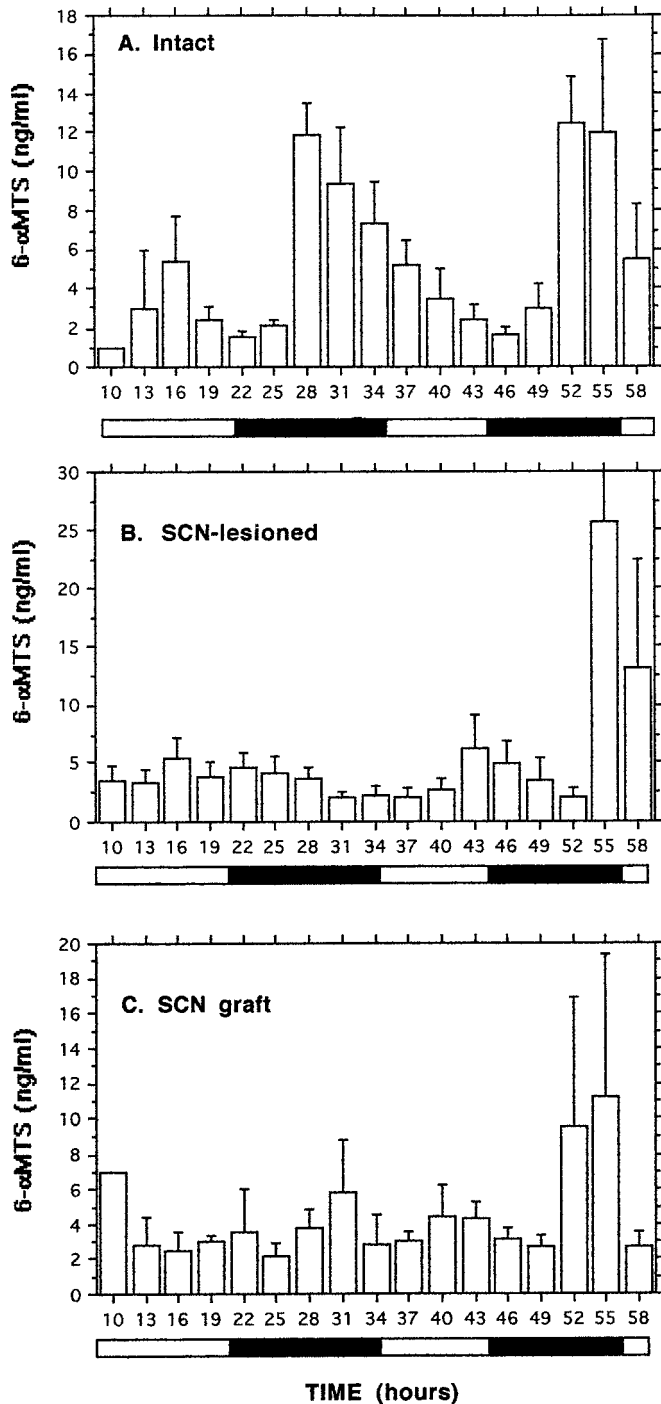 A. Intact
6-αMTS (ng/ml)
18
16
14
12
10
8
6
4
2
0
10 13 16 19 22 25 28 31 34 37 40 43 46 49 52 55 58
B. SCN-lesioned
6-αMTS (ng/ml)
30
25
20
15
10
5
0
10 13 16 19 22 25 28 31 34 37 40 43 46 49 52 55 58
C. SCN graft
6-αMTS (ng/ml)
20
18
16
14
12
10
8
6
4
2
0
10 13 16 19 22 25 28 31 34 37 40 43 46 49 52 55 58
TIME (hours)